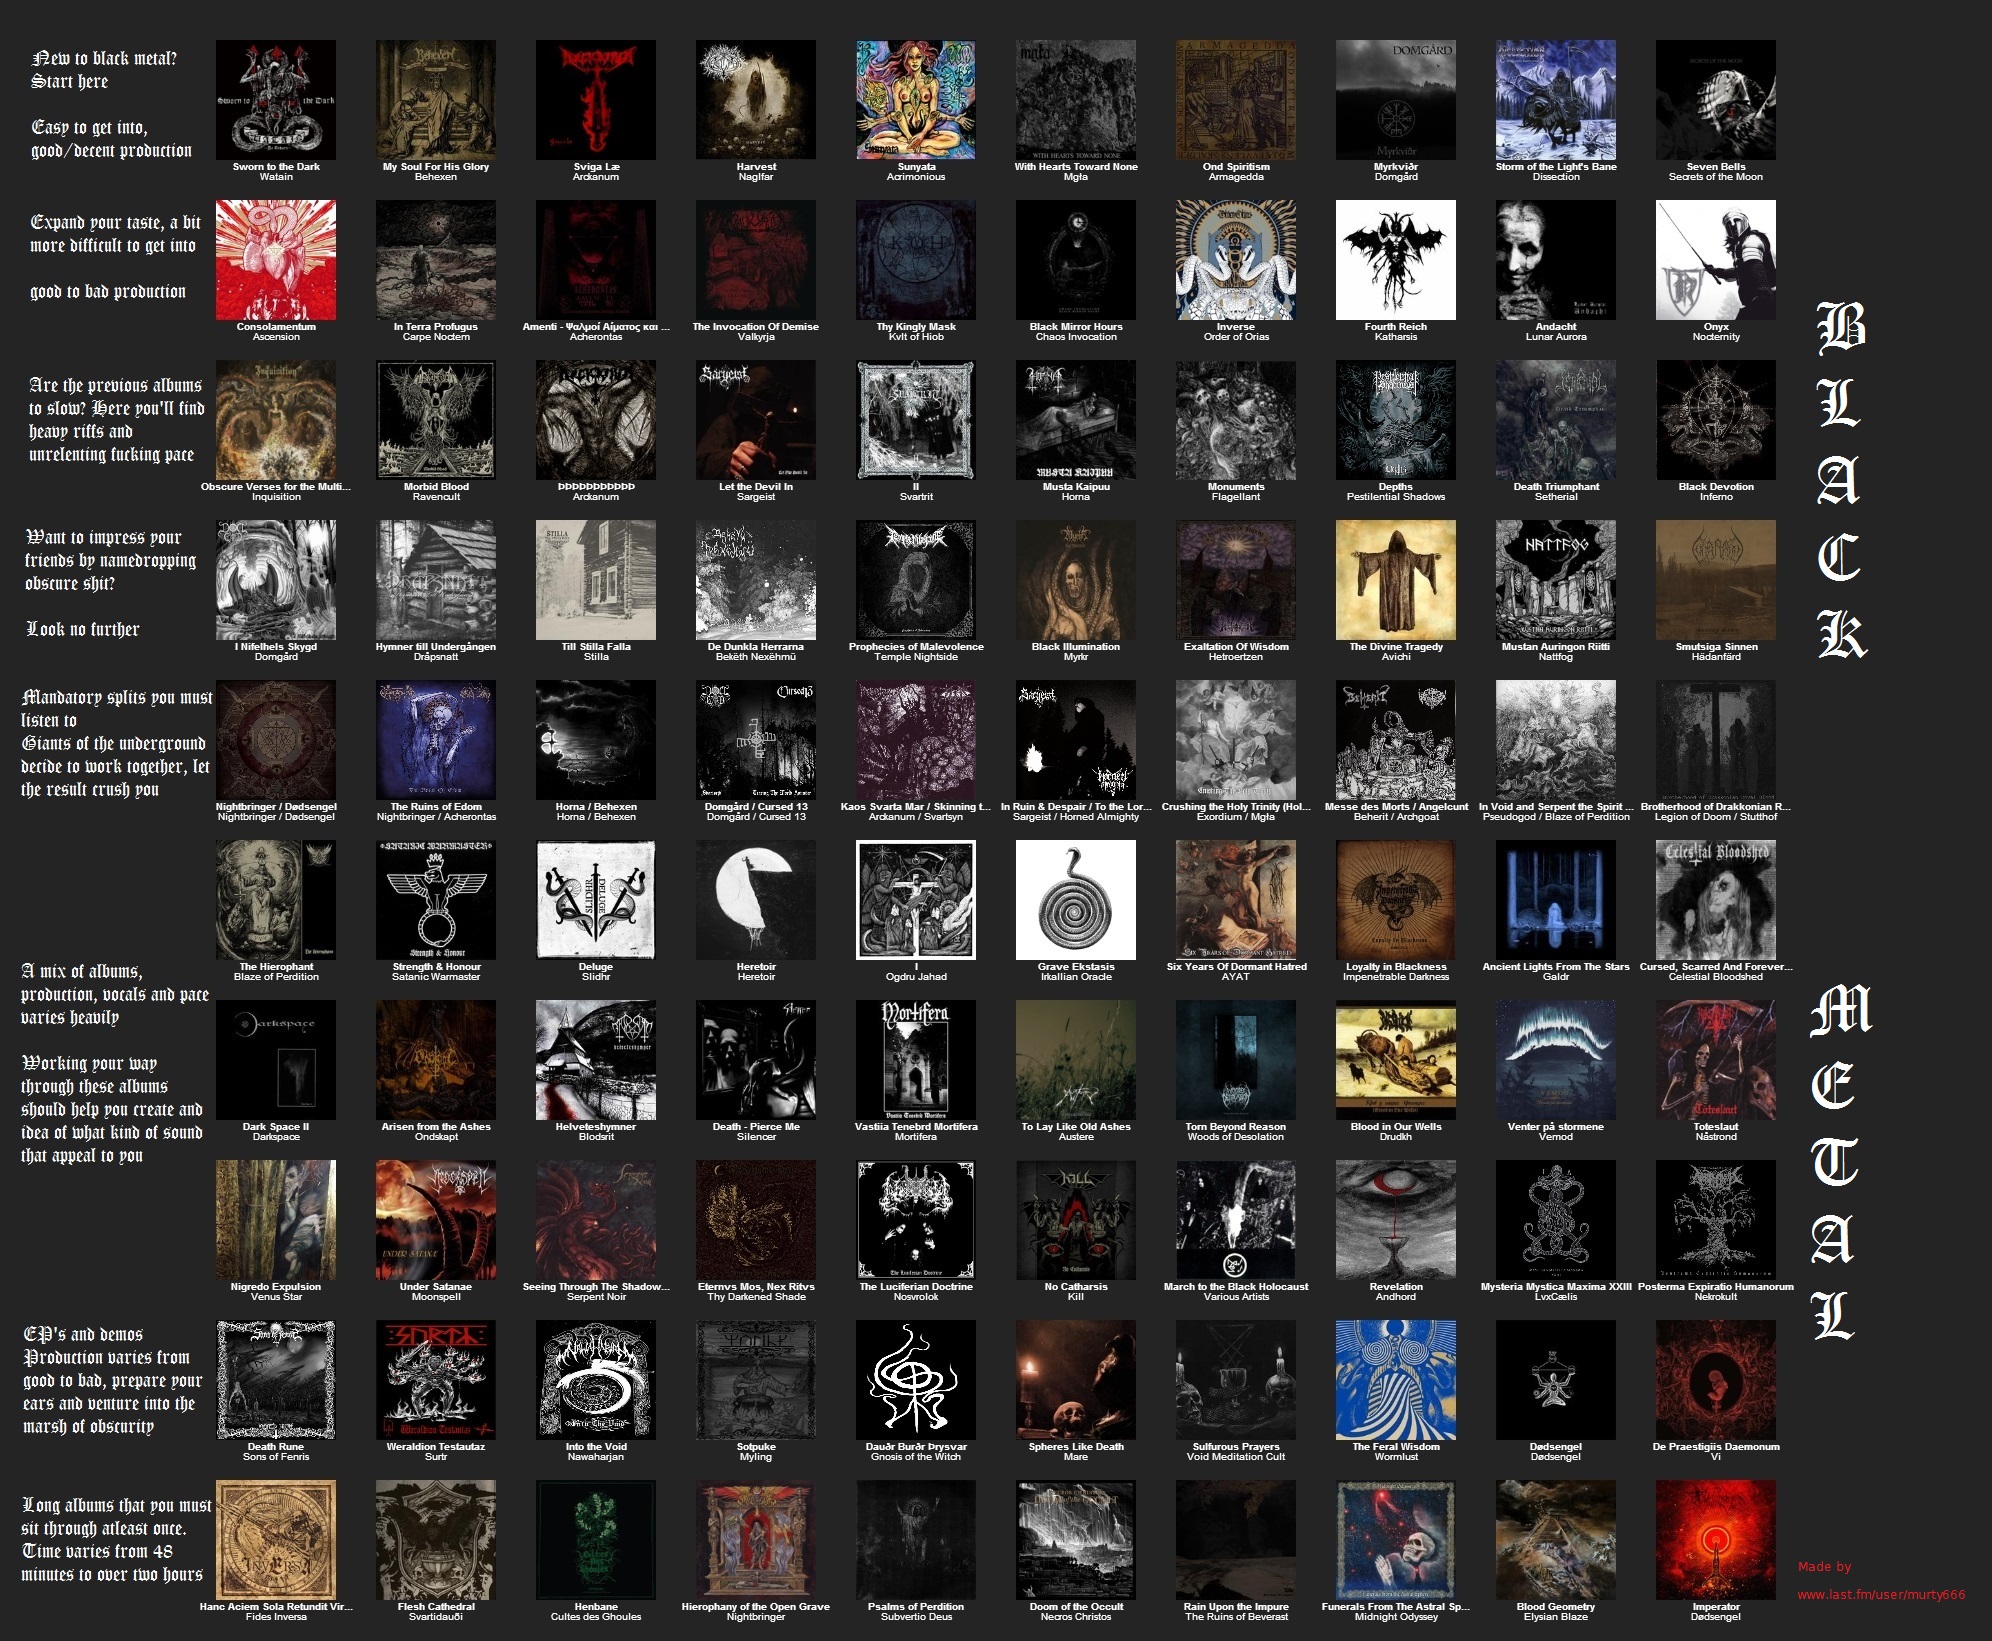 New to black metal?
Start here
Easy to get into,
good/decent production
Sworn to the Dark
Watain
My Soul For His Glory
Behexen
Sviga Læ
Arckanum
Harvest
Naglfar
Sunyata
Acrimonious
With Hearts Toward None
Mgła
Ond Spiritism
Armagedda
Myrkviðr
Domgård
Storm of the Light's Bane
Dissection
Seven Bells
Secrets of the Moon
Expand your taste, a bit
more difficult to get into
good to bad production
Consolamentum
Ascension
In Terra Profugus
Carpe Noctem
Amenti - Ψαλμοί Αίματος και ...
Acherontas
The Invocation Of Demise
Valkyrja
Thy Kingly Mask
Kvlt of Hiob
Black Mirror Hours
Chaos Invocation
Inverse
Order of Orias
Fourth Reich
Katharsis
Andacht
Lunar Aurora
Onyx
Nocternity
Are the previous albums
to slow? Here you'll find
heavy riffs and
unrelenting fucking pace
Obscure Verses for the Multi...
Inquisition
Morbid Blood
Ravencult
ÞÞÞÞÞÞÞÞÞÞÞ
Arckanum
Let the Devil In
Sargeist
II
Svartrit
Musta Kaipuu
Horna
Monuments
Flagellant
Depths
Pestilential Shadows
Death Triumphant
Setherial
Black Devotion
Inferno
Want to impress your
friends by namedropping
obscure shit?
Look no further
I Nifelhels Skygd
Domgård
Hymner till Undergången
Dråpsnatt
Till Stilla Falla
Stilla
De Dunkla Herrarna
Bekëth Nexëhmü
Prophecies of Malevolence
Temple Nightside
Black Illumination
Myrkr
Exaltation Of Wisdom
Hetroertzen
The Divine Tragedy
Avichi
Mustan Auringon Riitti
Nattfog
Smutsiga Sinnen
Hädanfärd
Mandatory splits you must
listen to
Giants of the underground
decide to work together, let
the result crush you
Nightbringer / Dødsengel
Nightbringer / Dødsengel
The Ruins of Edom
Nightbringer / Acherontas
Horna / Behexen
Horna / Behexen
Domgård / Cursed 13
Domgård / Cursed 13
Kaos Svarta Mar / Skinning t...
Arckanum / Svartsyn
In Ruin & Despair / To the Lor...
Sargeist / Horned Almighty
Crushing the Holy Trinity (Hol...
Exordium / Mgła
Messe des Morts / Angelcunt
Beherit / Archgoat
In Void and Serpent the Spirit ...
Pseudogod / Blaze of Perdition
Brotherhood of Drakkonian R...
Legion of Doom / Stutthof
The Hierophant
Blaze of Perdition
Strength & Honour
Satanic Warmaster
Deluge
Slidhr
Heretoir
Heretoir
I
Ogdru Jahad
Grave Ekstasis
Irkallian Oracle
Six Years Of Dormant Hatred
AYAT
Loyalty in Blackness
Impenetrable Darkness
Ancient Lights From The Stars
Galdr
Cursed, Scarred And Forever...
Celestial Bloodshed
A mix of albums,
production, vocals and pace
varies heavily
Working your way
through these albums
should help you create and
idea of what kind of sound
that appeal to you
Dark Space II
Darkspace
Arisen from the Ashes
Ondskapt
Helveteshymner
Blodsrit
Death - Pierce Me
Silencer
Vastiia Tenebrd Mortifera
Mortifera
To Lay Like Old Ashes
Austere
Torn Beyond Reason
Woods of Desolation
Blood in Our Wells
Drudkh
Venter på stormene
Vemod
Toteslaut
Nåstrond
Nigredo Expulsion
Venus Star
Under Satanae
Moonspell
Seeing Through The Shadow...
Serpent Noir
Eternvs Mos, Nex Ritvs
Thy Darkened Shade
The Luciferian Doctrine
Nosvrolok
No Catharsis
Kill
March to the Black Holocaust
Various Artists
Revelation
Andhord
Mysteria Mystica Maxima XXIII
LvxCælis
Posterma Expiratio Humanorum
Nekrokult
EP's and demos
Production varies from
good to bad, prepare your
ears and venture into the
marsh of obscurity
Death Rune
Sons of Fenris
Weraldion Testautaz
Surtr
Into the Void
Nawaharjan
Sotpuke
Myling
Dauðr Burðr Þrysvar
Gnosis of the Witch
Spheres Like Death
Mare
Sulfurous Prayers
Void Meditation Cult
The Feral Wisdom
Wormlust
Dødsengel
Dødsengel
De Praestigiis Daemonum
Vi
Long albums that you must
sit through atleast once.
Time varies from 48
minutes to over two hours
Hanc Aciem Sola Retundit Vir...
Fides Inversa
Flesh Cathedral
Svartidauði
Henbane
Cultes des Ghoules
Hierophany of the Open Grave
Nightbringer
Psalms of Perdition
Subvertio Deus
Doom of the Occult
Necros Christos
Rain Upon the Impure
The Ruins of Beverast
Funerals From The Astral Sp...
Midnight Odyssey
Blood Geometry
Elysian Blaze
Imperator
Dødsengel
BLACK
METAL
Made by
www.last.fm/user/murty666